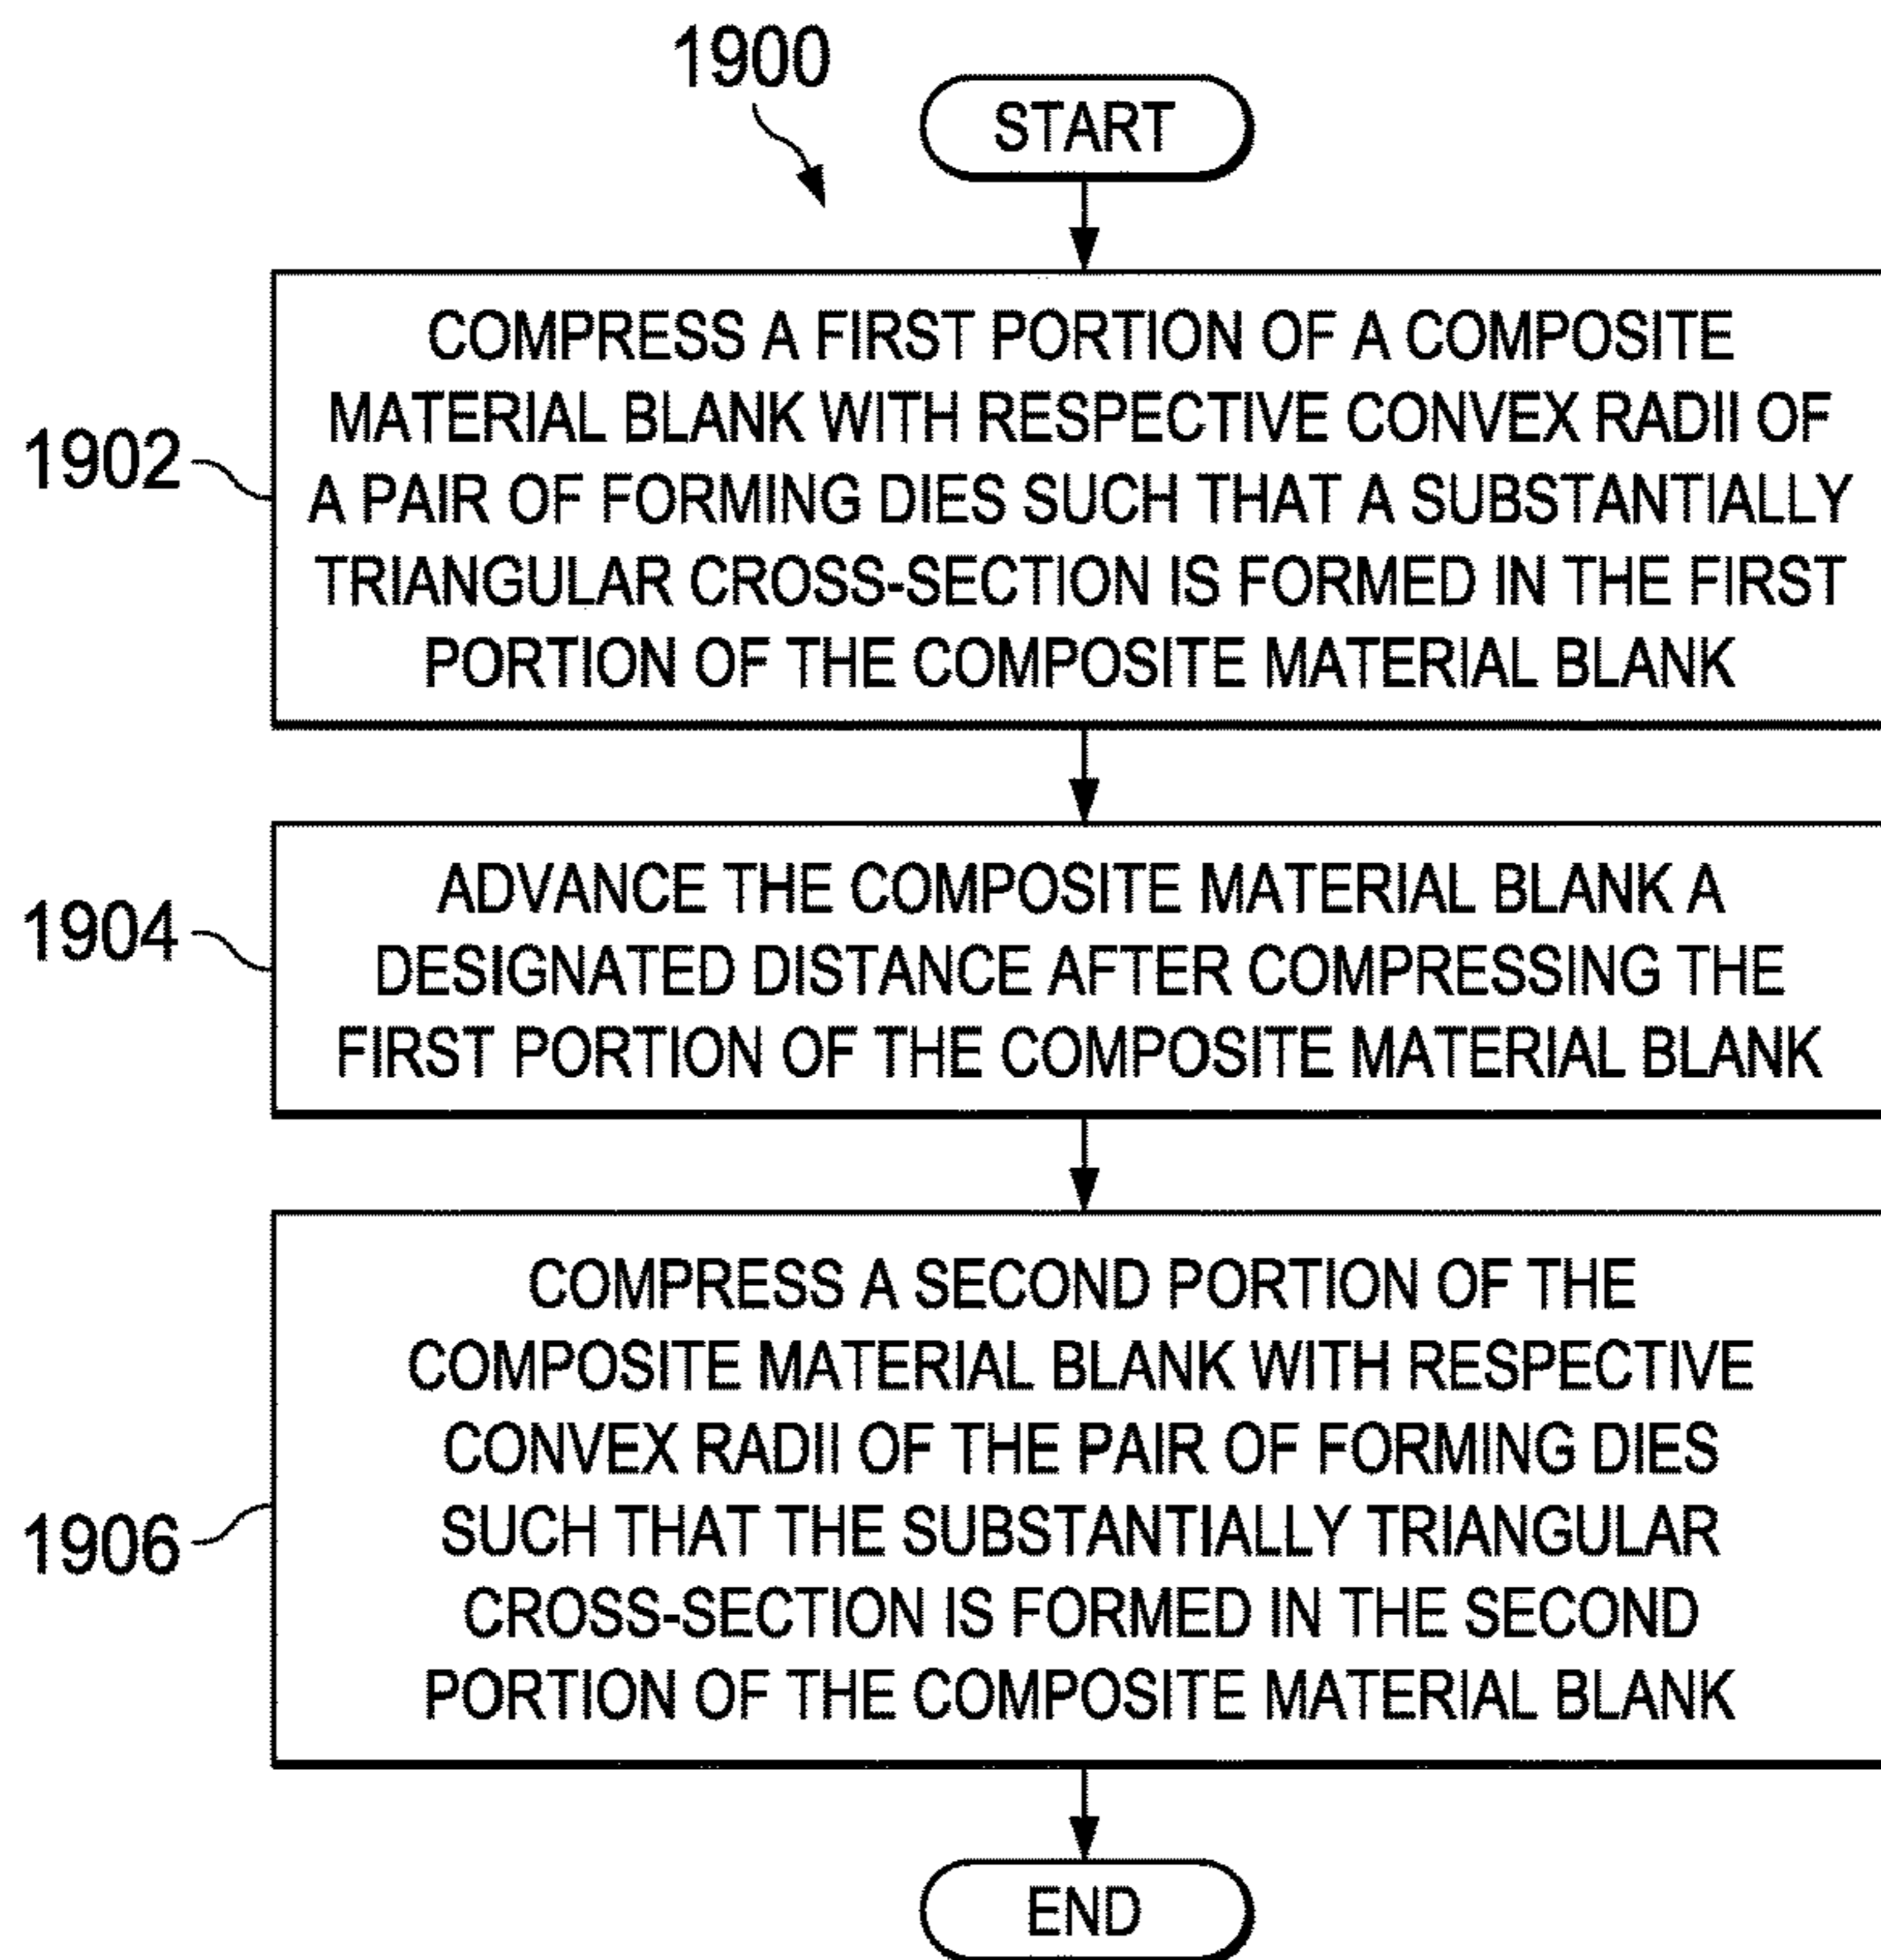 1900
START
1902
COMPRESS A FIRST PORTION OF A COMPOSITE
MATERIAL BLANK WITH RESPECTIVE CONVEX RADII OF
A PAIR OF FORMING DIES SUCH THAT A SUBSTANTIALLY
TRIANGULAR CROSS-SECTION IS FORMED IN THE FIRST
PORTION OF THE COMPOSITE MATERIAL BLANK
1904
ADVANCE THE COMPOSITE MATERIAL BLANK A
DESIGNATED DISTANCE AFTER COMPRESSING THE
FIRST PORTION OF THE COMPOSITE MATERIAL BLANK
1906
COMPRESS A SECOND PORTION OF THE
COMPOSITE MATERIAL BLANK WITH RESPECTIVE
CONVEX RADII OF THE PAIR OF FORMING DIES
SUCH THAT THE SUBSTANTIALLY TRIANGULAR
CROSS-SECTION IS FORMED IN THE SECOND
PORTION OF THE COMPOSITE MATERIAL BLANK
END